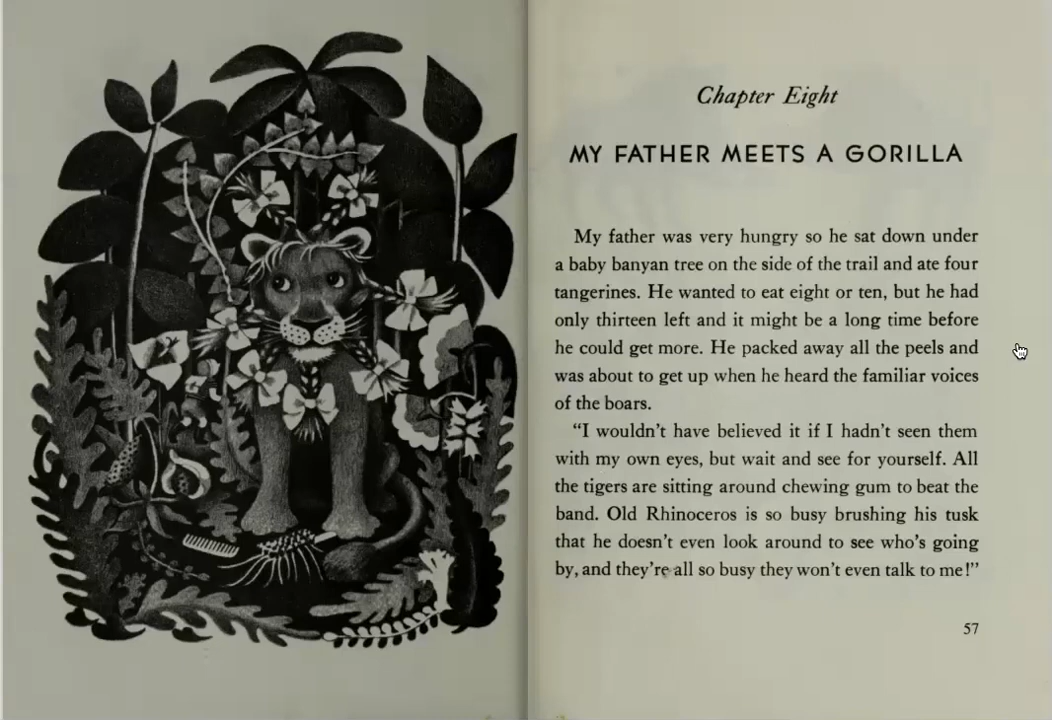 Chapter Eight
MY FATHER MEETS A GORILLA
My father was very hungry so he sat down under
a baby banyan tree on the side of the trail and ate four
tangerines. He wanted to eat eight or ten, but he had
only thirteen left and it might be a long time before
he could get more. He packed away all the peels and
was about to get up when he heard the familiar voices
of the boars.
“I wouldn’t have believed it if I hadn’t seen them
with my own eyes, but wait and see for yourself. All
the tigers are sitting around chewing gum to beat the
band. Old Rhinoceros is so busy brushing his tusk
that he doesn’t even look around to see who’s going
by, and they’re all so busy they won’t even talk to me!”
57